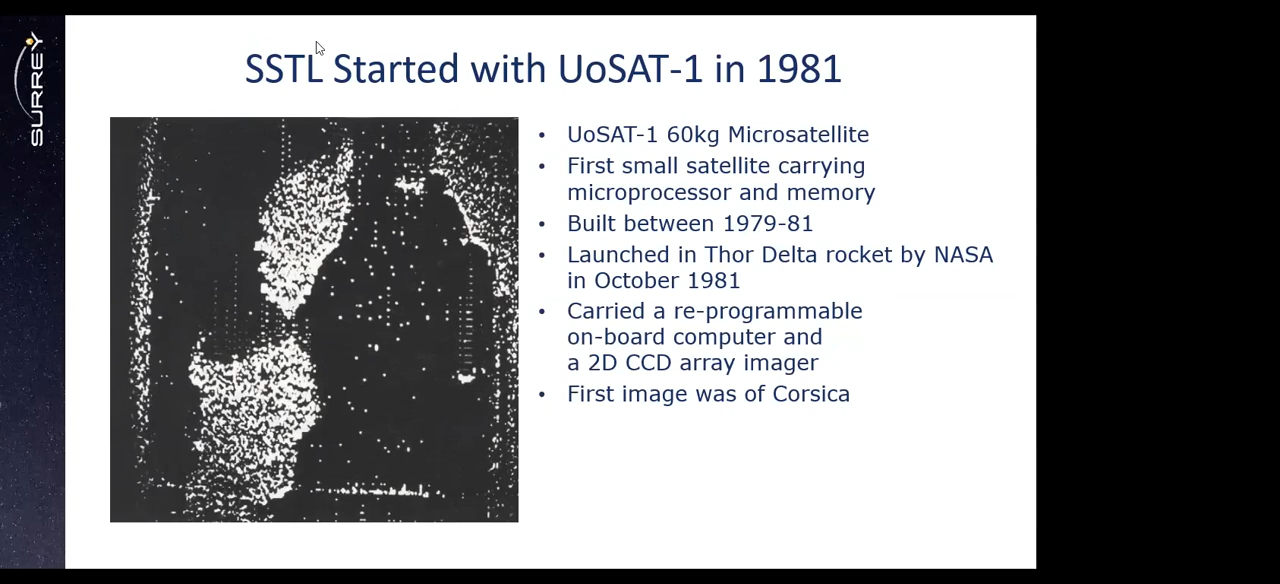 SURREY
SSTL Started with UoSAT-1 in 1981
• UoSAT-1 60kg Microsatellite
• First small satellite carrying
microprocessor and memory
• Built between 1979-81
• Launched in Thor Delta rocket by NASA
in October 1981
• Carried a re-programmable
on-board computer and
a 2D CCD array imager
• First image was of Corsica